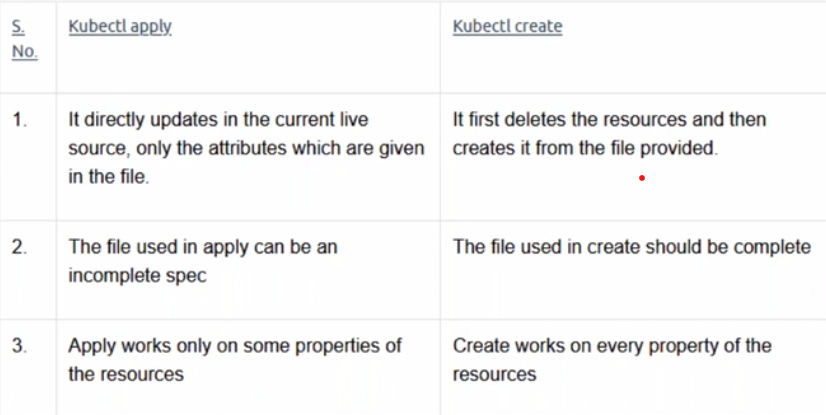 S. No.
Kubectl apply
Kubectl create
1.
It directly updates in the current live
source, only the attributes which are given
in the file.
It first deletes the resources and then
creates it from the file provided.
2.
The file used in apply can be an
incomplete spec
The file used in create should be complete
3.
Apply works only on some properties of
the resources
Create works on every property of the
resources